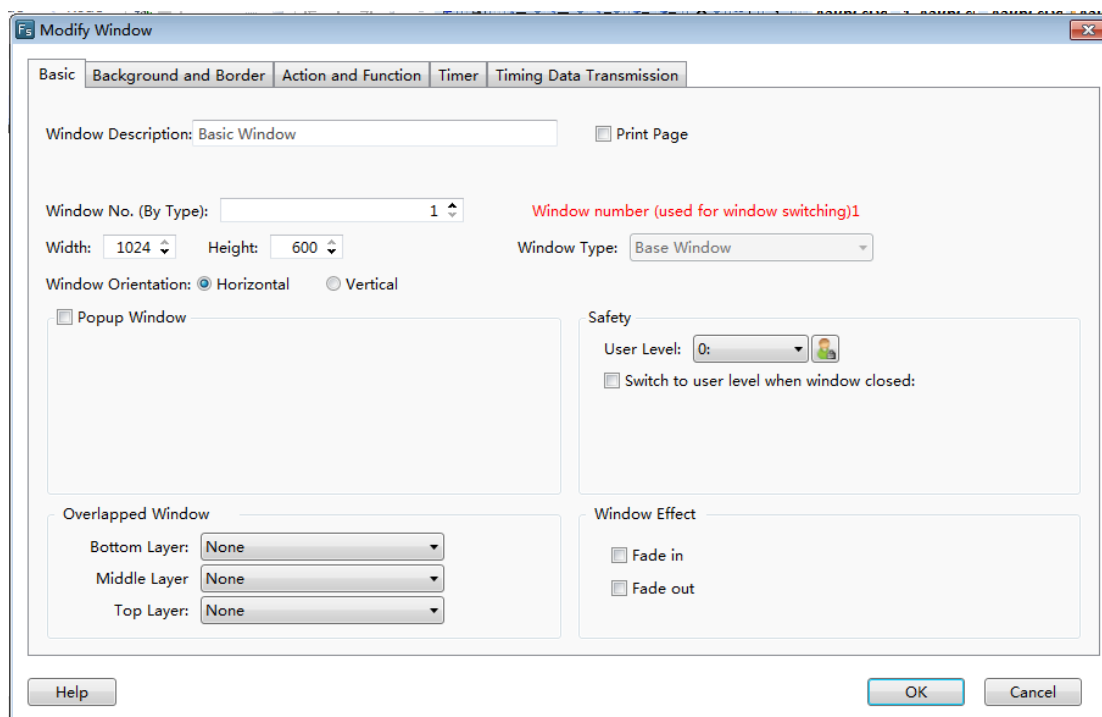 Fs Modify Window
Basic Background and Border Action and Function Timer Timing Data Transmission
Window Description: Basic Window Print Page
Window No. (By Type): 1 Window number (used for window switching)1
Width: 1024 Height: 600 Window Type: Base Window
Window Orientation: Horizontal Vertical
Popup Window Safety
User Level: 0:
Switch to user level when window closed:
Overlapped Window Window Effect
Bottom Layer: None
Fade in
Middle Layer None
Fade out
Top Layer: None
Help OK Cancel